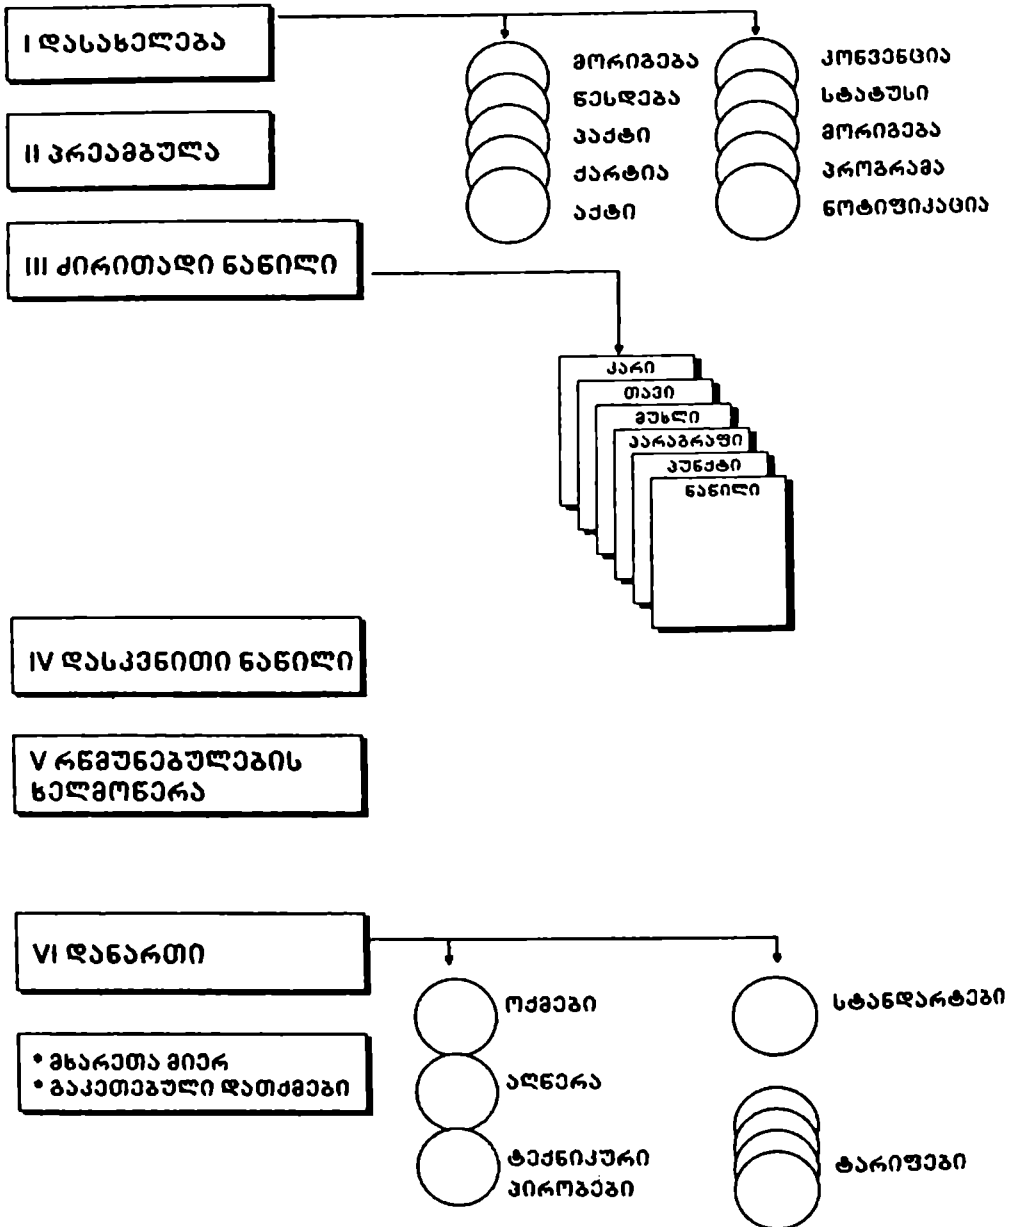 I დასახელება
მორიგება
წესდება
პაქტი
ქარტია
აქტი
კონვენცია
სტატუსი
მორიგება
პროგრამა
ნოტიფიკაცია
II პრეამბულა
III ძირითადი ნაწილი
კარი
თავი
მუხლი
პარაგრაფი
პუნქტი
ნაწილი
IV დასკვნითი ნაწილი
V რწმუნებულების
ხელმოწერა
VI დანართი
ოქმები
აღწერა
ტექნიკური
პირობები
სტანდარტები
ტარიფები
* მხარეთა მიერ
* გაკეთებული დათქმები